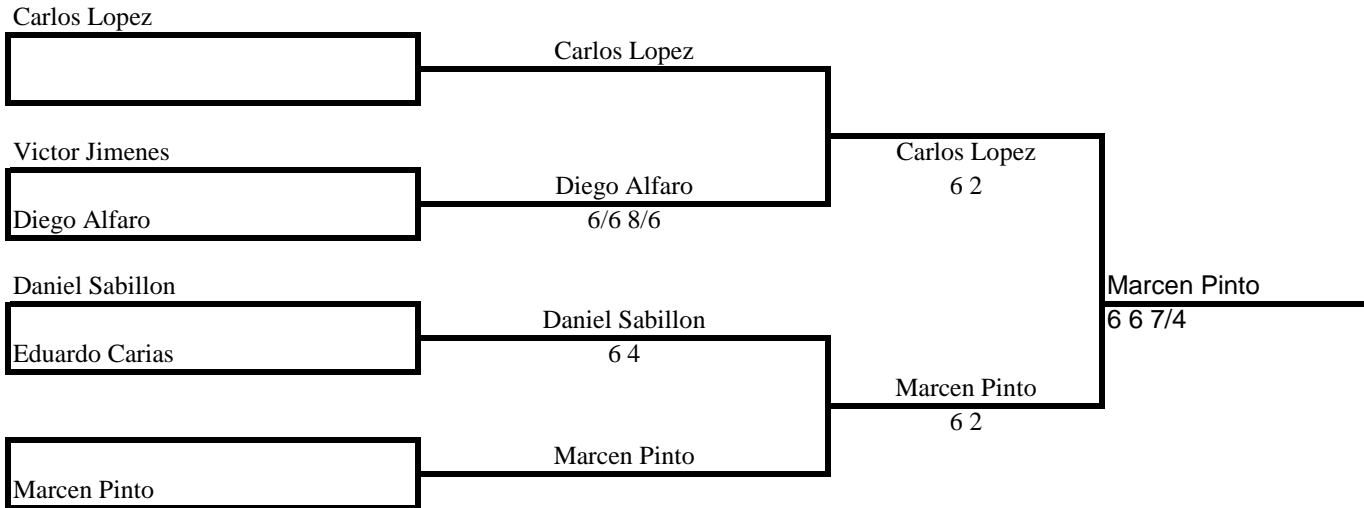 Carlos Lopez
Carlos Lopez
Victor Jimenes
Carlos Lopez
6 2
Diego Alfaro
Diego Alfaro
6/6 8/6
Daniel Sabillon
Marcen Pinto
6 6 7/4
Daniel Sabillon
Eduardo Carias
6 4
Marcen Pinto
6 2
Marcen Pinto
Marcen Pinto